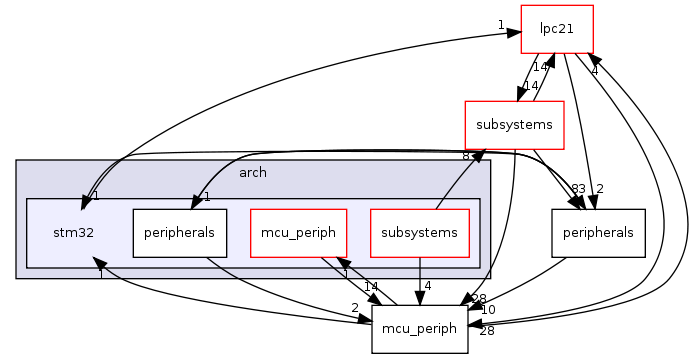 lpc21
1
14
14
4
subsystems
8
arch
1
1
83
2
stm32
peripherals
mcu_periph
subsystems
peripherals
1
1
14
4
28
10
2
mcu_periph
28